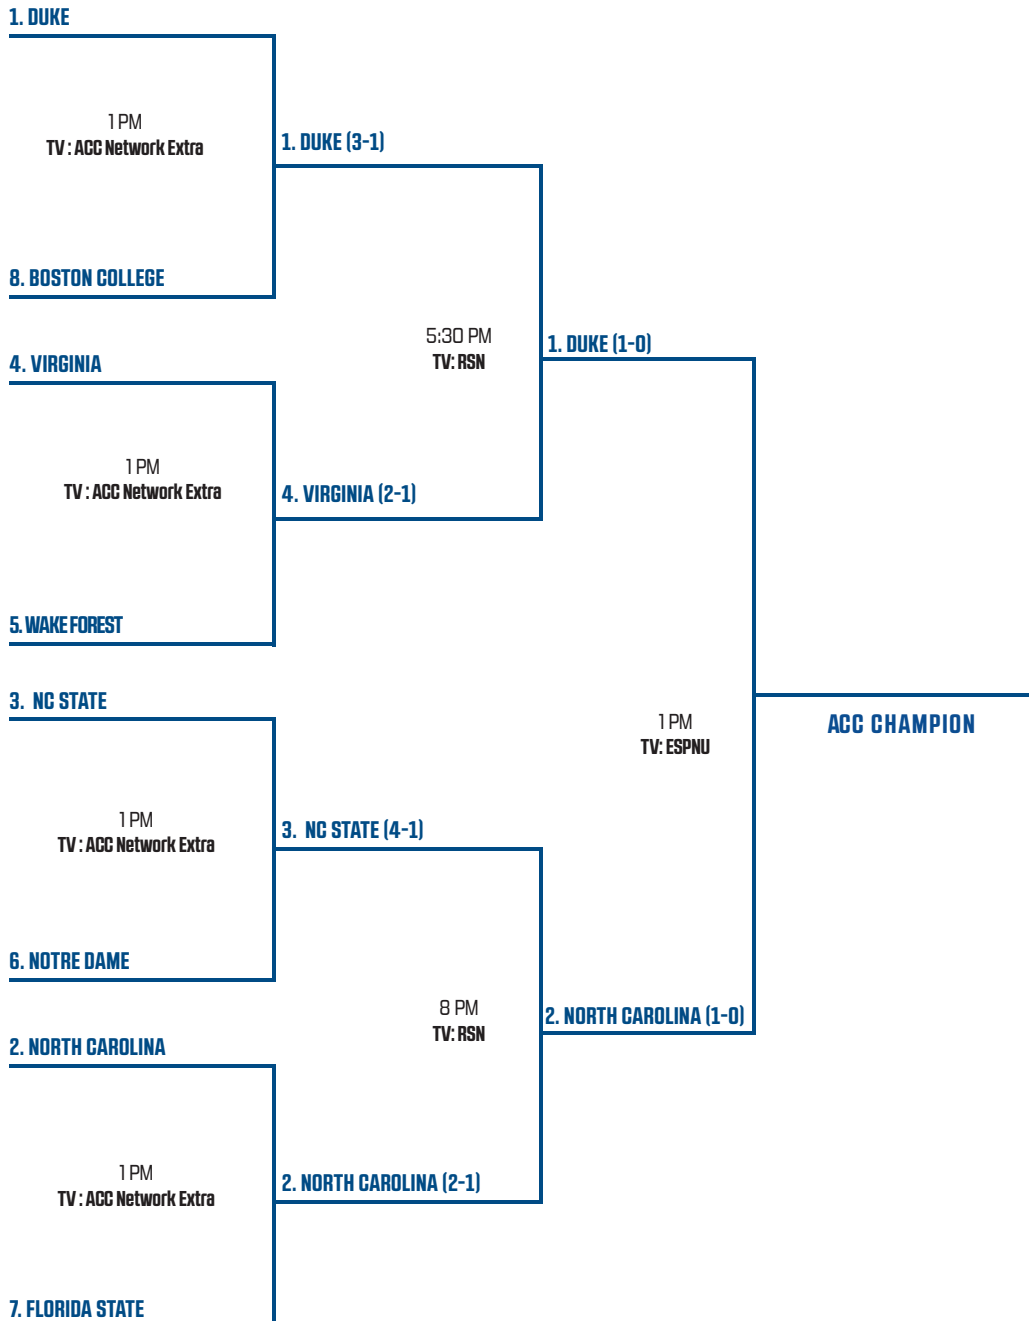 1. DUKE
1 PM
TV : ACC Network Extra
1. DUKE (3-1)
8. BOSTON COLLEGE
5:30 PM
TV: RSN
1. DUKE (1-0)
4. VIRGINIA
1 PM
TV : ACC Network Extra
4. VIRGINIA (2-1)
5. WAKE FOREST
3. NC STATE
1 PM
TV: ESPNU
ACC CHAMPION
1 PM
TV : ACC Network Extra
3. NC STATE (4-1)
6. NOTRE DAME
8 PM
TV: RSN
2. NORTH CAROLINA (1-0)
2. NORTH CAROLINA
1 PM
TV : ACC Network Extra
2. NORTH CAROLINA (2-1)
7. FLORIDA STATE